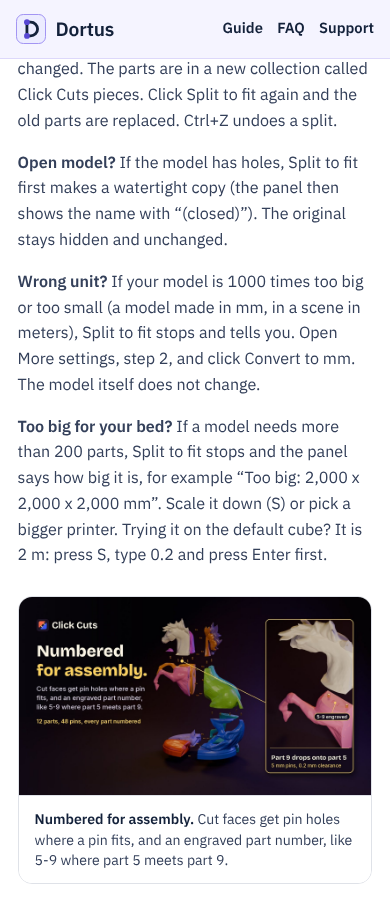 Dortus
Guide FAQ Support
changed. The parts are in a new collection called
Click Cuts pieces. Click Split to fit again and the
old parts are replaced. Ctrl+Z undoes a split.
Open model? If the model has holes, Split to fit
first makes a watertight copy (the panel then
shows the name with “(closed)”). The original
stays hidden and unchanged.
Wrong unit? If your model is 1000 times too big
or too small (a model made in mm, in a scene in
meters), Split to fit stops and tells you. Open
More settings, step 2, and click Convert to mm.
The model itself does not change.
Too big for your bed? If a model needs more
than 200 parts, Split to fit stops and the panel
says how big it is, for example “Too big: 2,000 x
2,000 x 2,000 mm”. Scale it down (S) or pick a
bigger printer. Trying it on the default cube? It is
2 m: press S, type 0.2 and press Enter first.
Click Cuts
Numbered
for assembly.
Cut faces get pin holes where a pin
fits, and an engraved part number,
like 5-9 where part 5 meets part 9.
12 parts, 48 pins, every part numbered
5-9 engraved
Part 9 drops onto part 5
5 mm pins, 0.2 mm clearance
Numbered for assembly. Cut faces get pin holes
where a pin fits, and an engraved part number, like
5-9 where part 5 meets part 9.